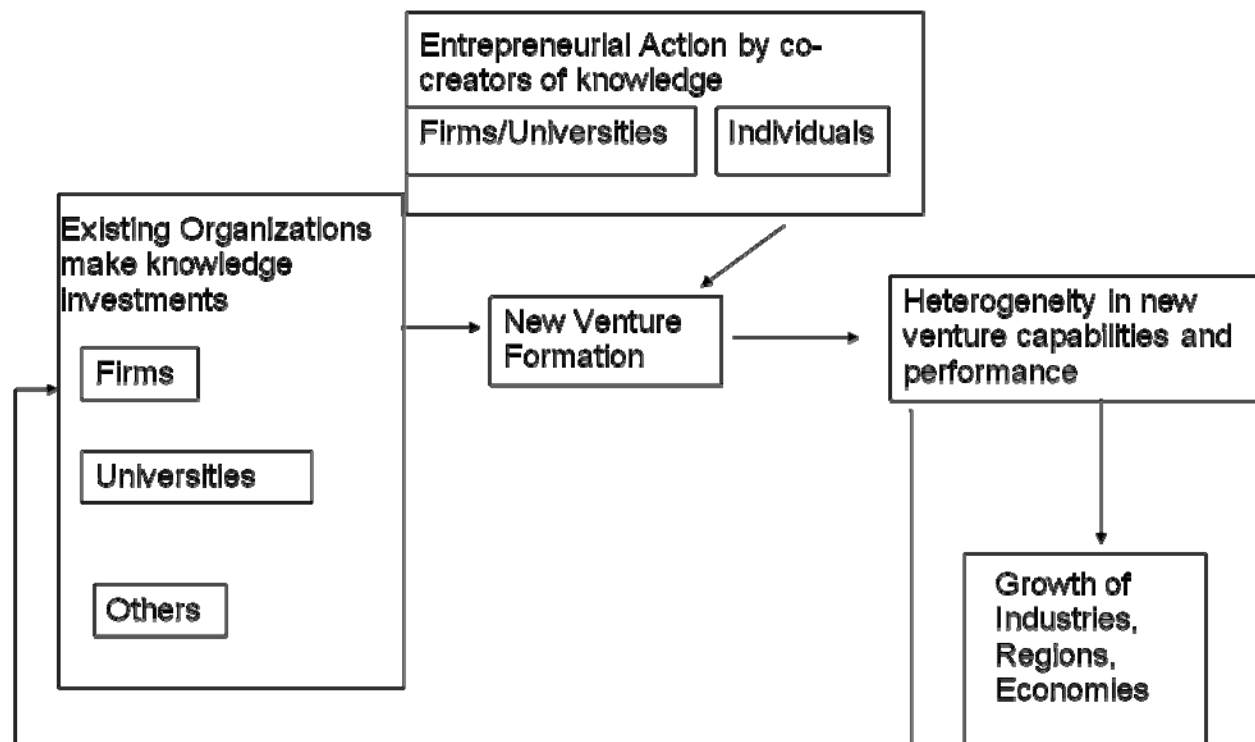 Entrepreneurial Action by co-
creators of knowledge
Firms/Universities
Individuals
Existing Organizations
make knowledge
investments
Firms
Universities
Others
New Venture
Formation
Heterogeneity in new
venture capabilities and
performance
Growth of
Industries,
Regions,
Economies